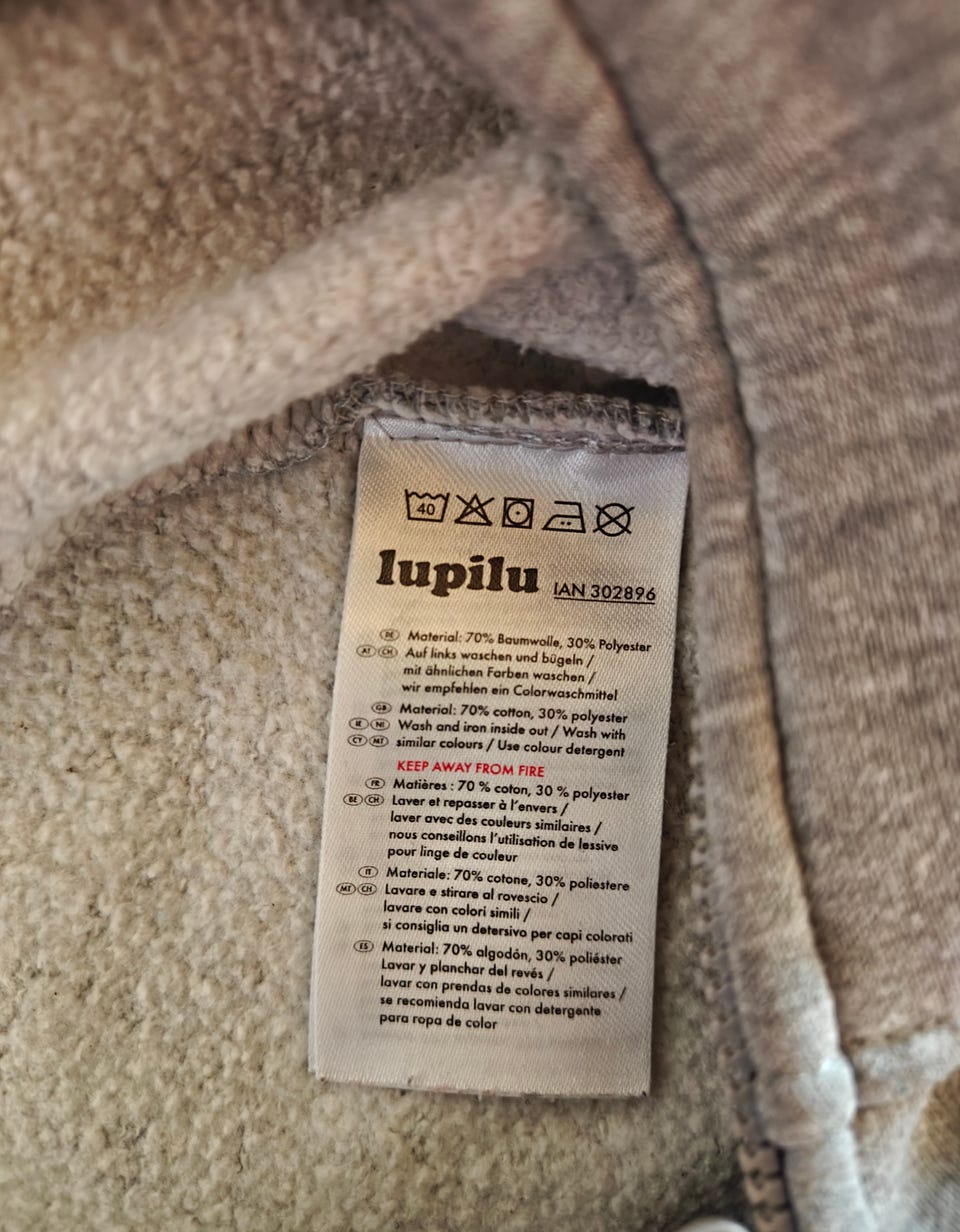 40
lupilu IAN 302896
DE Material: 70% Baumwolle, 30% Polyester
AT CH Auf links waschen und bügeln /
mit ähnlichen Farben waschen /
wir empfehlen ein Colorwaschmittel
GB Material: 70% cotton, 30% polyester
IE NI Wash and iron inside out / Wash with
CY MT similar colours / Use colour detergent
KEEP AWAY FROM FIRE
FR Matières : 70 % coton, 30 % polyester
BE CH Laver et repasser à l'envers /
laver avec des couleurs similaires /
nous conseillons l'utilisation de lessive
pour linge de couleur
IT Materiale: 70% cotone, 30% poliestere
MT CH Lavare e stirare al rovescio /
lavare con colori simili /
si consiglia un detersivo per capi colorati
ES Material: 70% algodón, 30% poliéster
Lavar y planchar del revés /
lavar con prendas de colores similares /
se recomienda lavar con detergente
para ropa de color